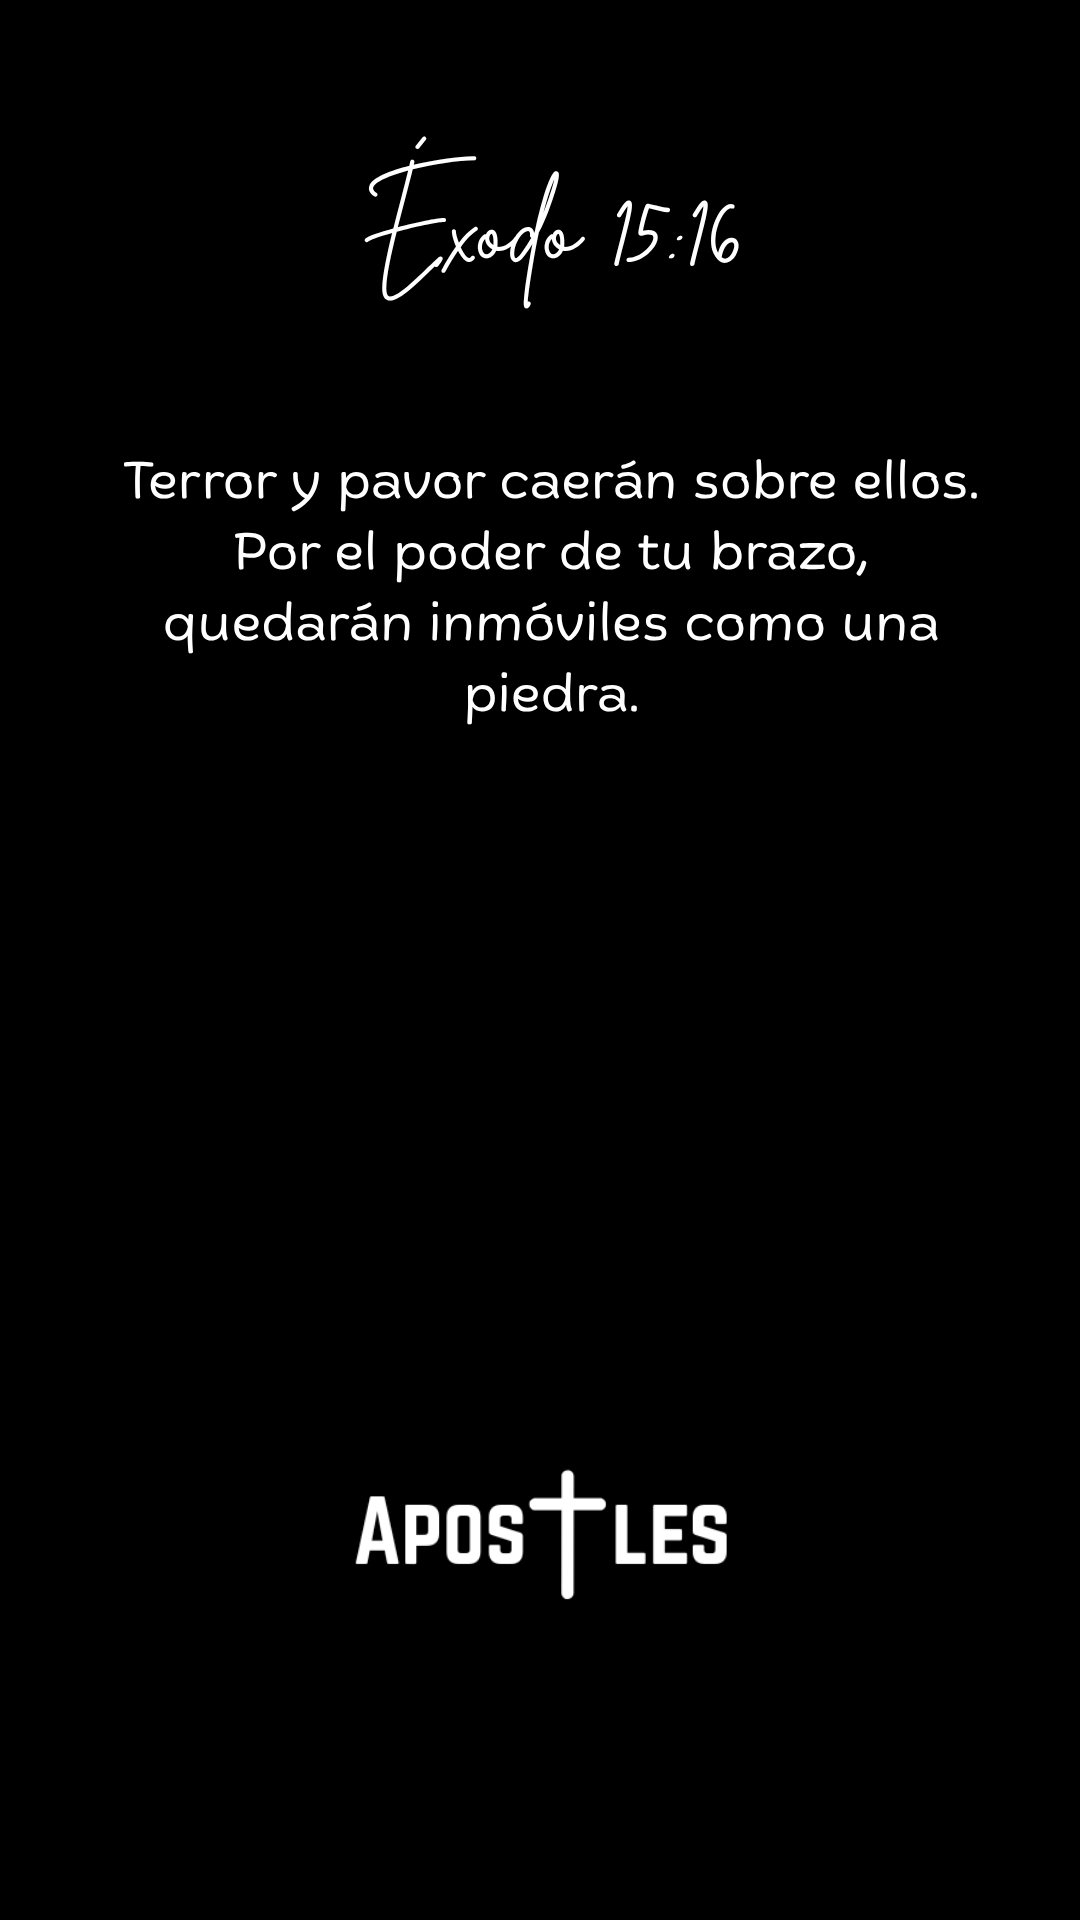 Éxodo 15:16
Terror y pavor caerán sobre ellos.
Por el poder de tu brazo,
quedarán inmóviles como una
piedra.
APOSTLES